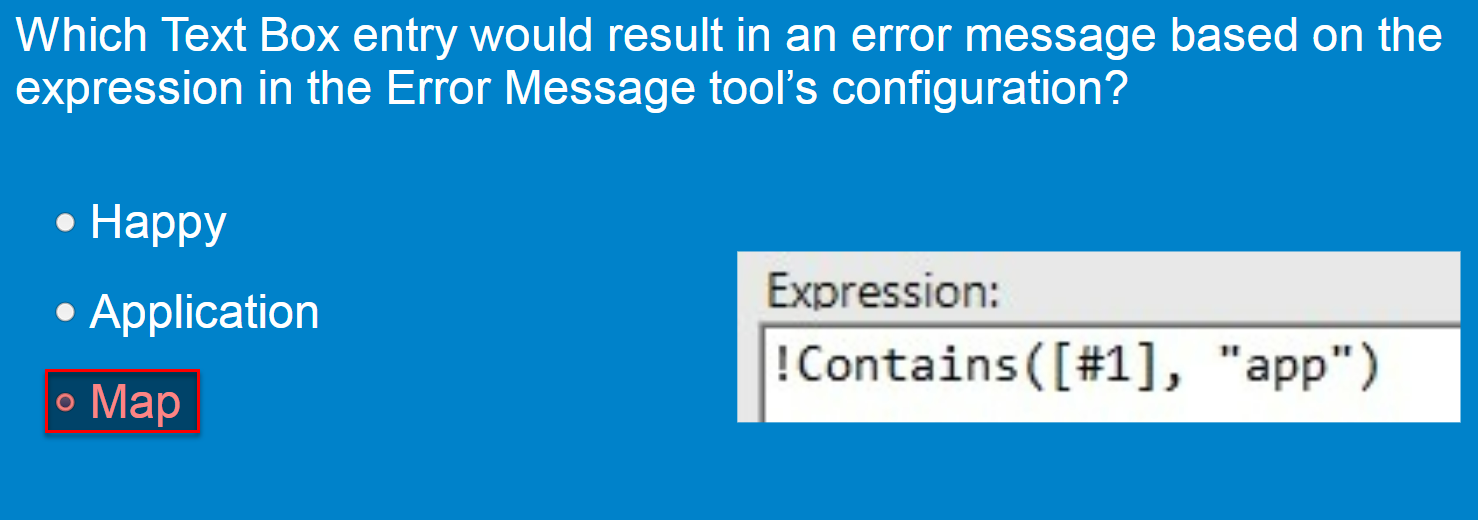 Which Text Box entry would result in an error message based on the
expression in the Error Message tool’s configuration?
Happy
Application
Map
Expression:
!Contains([#1], "app")